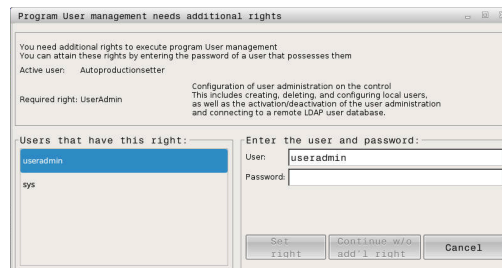 Program User management needs additional rights
You need additional rights to execute program User management
You can attain these rights by entering the password of a user that possesses them
Active user: Autoproductionsetter
Required right: UserAdmin
Configuration of user administration on the control
This includes creating, deleting, and configuring local users,
as well as the activation/deactivation of the user administration
and connecting to a remote LDAP user database.
Users that have this right:
useradmin
sys
Enter the user and password:
User: useradmin
Password:
Set
right
Continue w/o
add'l right
Cancel